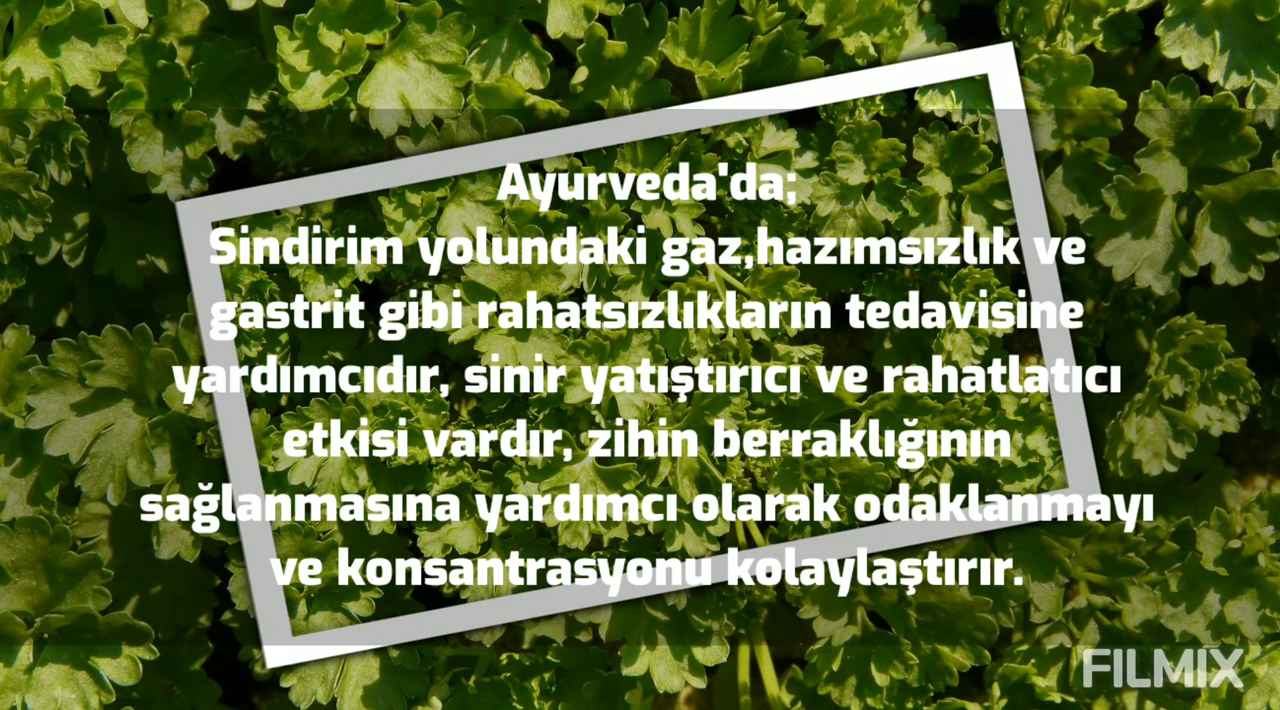 Ayurveda'da;
Sindirim yolundaki gaz,hazımsızlık ve
gastrit gibi rahatsızlıkların tedavisine
yardımcıdır, sinir yatıştırıcı ve rahatlatıcı
etkisi vardır, zihin berraklığının
sağlanmasına yardımcı olarak odaklanmayı
ve konsantrasyonu kolaylaştırır.
FILMIX